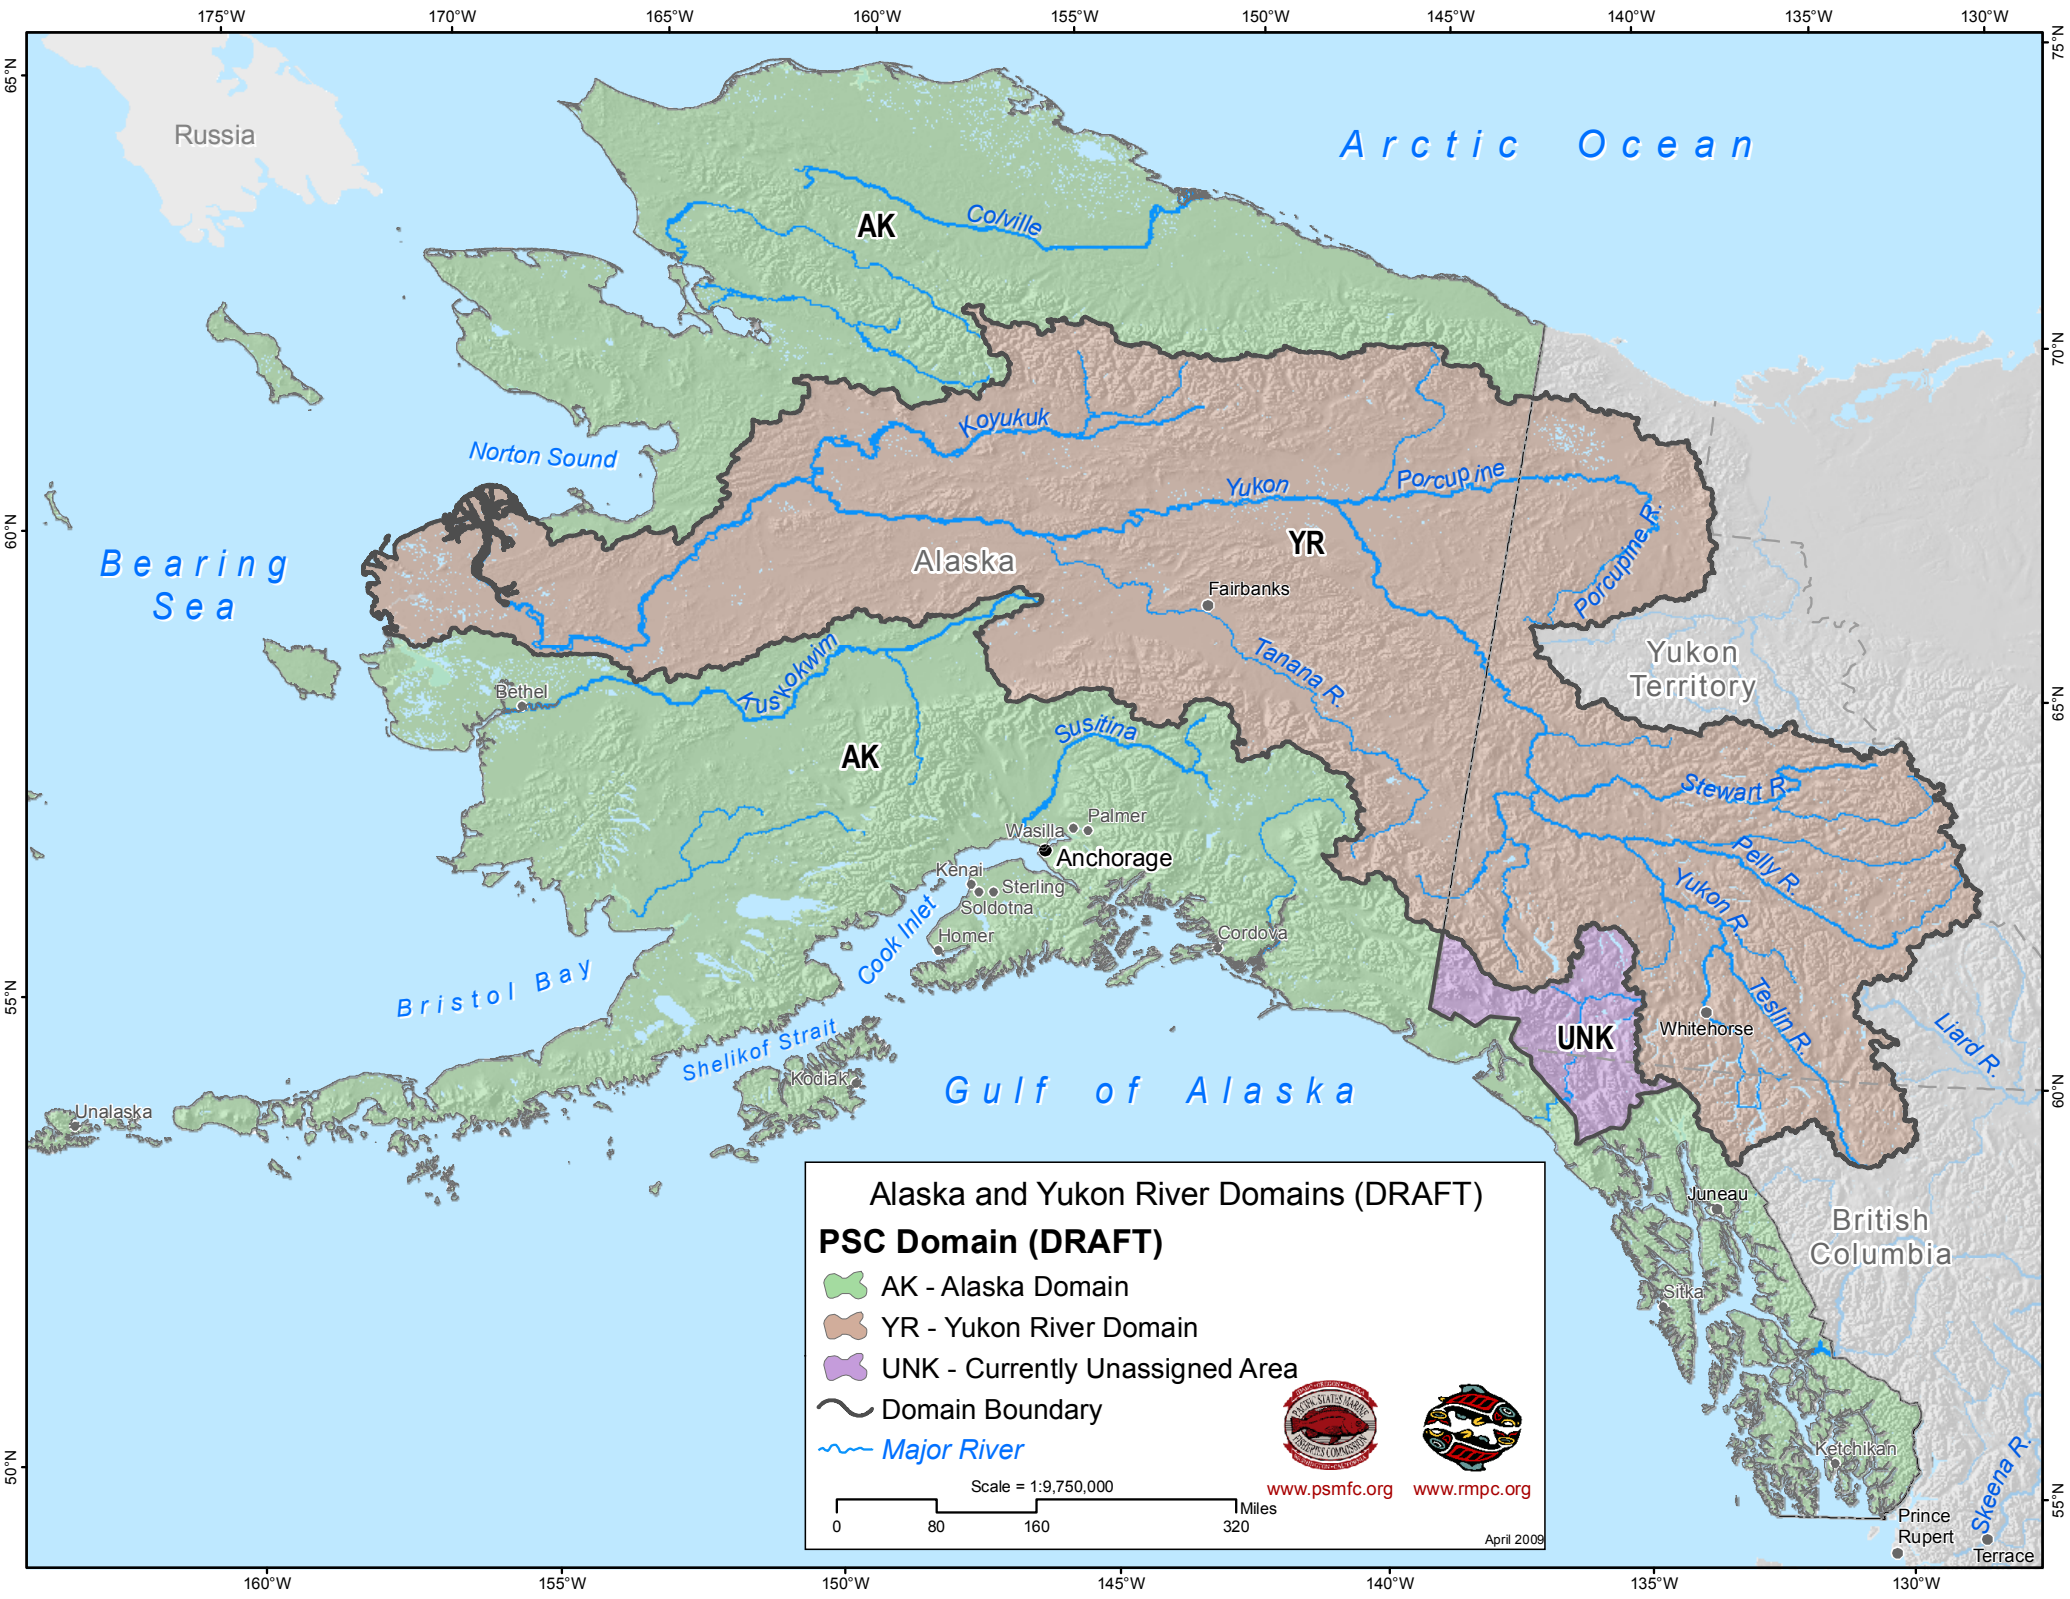 175°W 170°W 165°W 160°W 155°W 150°W 145°W 140°W 135°W 130°W
65°N
75°N
Russia
Arctic Ocean
AK
Colville
70°N
Koyukuk
Norton Sound
Yukon
Porcupine
60°N
YR
Porcupine R.
Bearing
Sea
Alaska
Fairbanks
Kuskokwim
Tanana R.
Yukon
Territory
Bethel
65°N
Susitina
AK
Stewart R.
Wasilla
Palmer
Anchorage
Pelly R.
Kenai
Sterling
Soldotna
Yukon R.
Cook Inlet
Homer
Cordova
Bristol Bay
55°N
Teslin R.
Whitehorse
UNK
Liard R.
Shelikof Strait
Kodiak
Gulf of Alaska
60°N
Unalaska
Juneau
British
Columbia
Sitka
Ketchikan
50°N
55°N
Skeena R.
Prince
Rupert
Terrace
Alaska and Yukon River Domains (DRAFT)
PSC Domain (DRAFT)
AK - Alaska Domain
YR - Yukon River Domain
UNK - Currently Unassigned Area
Domain Boundary
Major River
PACIFIC STATES MARINE
FISHERIES COMMISSION
www.psmfc.org
www.rmpc.org
Scale = 1:9,750,000
Miles
0 80 160 320
April 2009
160°W 155°W 150°W 145°W 140°W 135°W 130°W